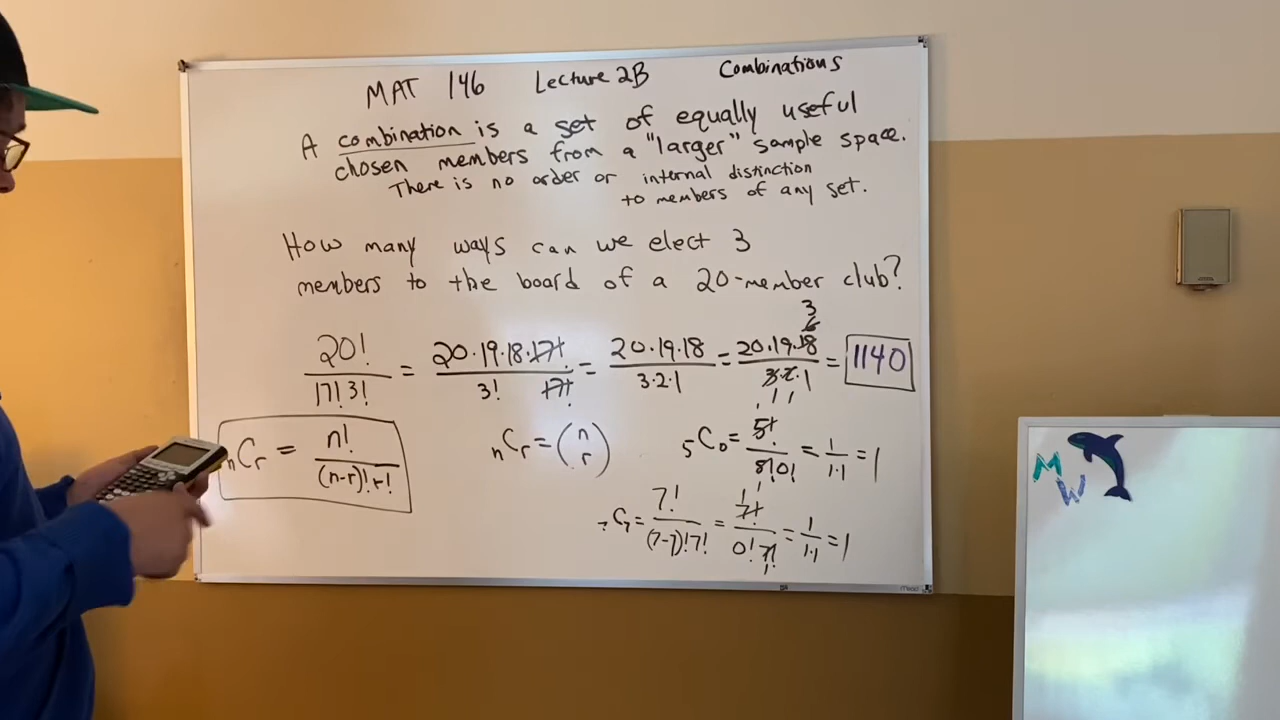 MAT 146 Lecture 2B Combinations
A combination is a set of equally useful
chosen members from a "larger" sample space.
There is no order or internal distinction
to members of any set.
How many ways can we elect 3
members to the board of a 20-member club?
20! / 17! 3! = 20·19·18·17! / 3! 17! = 20·19·18 / 3·2·1 = 20·19·18 / 3·2·1 = 1140
3
6
1 1
nCr = n! / (n-r)! r!
nCr = (n r)
5C0 = 5! / 5! 0! = 1 / 1·1 = 1
7C7 = 7! / (7-7)! 7! = 7! / 0! 7! = 1 / 1·1 = 1
M
W